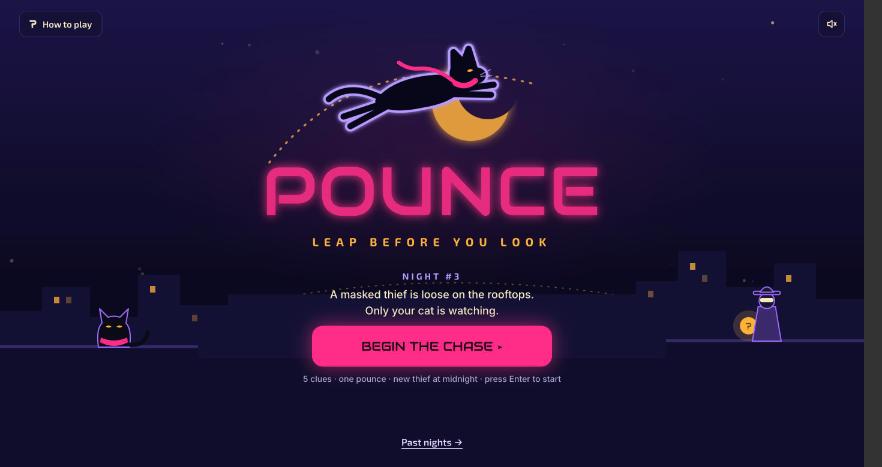 How to play
POUNCE
LEAP BEFORE YOU LOOK
NIGHT #3
A masked thief is loose on the rooftops.
Only your cat is watching.
BEGIN THE CHASE
5 clues · one pounce · new thief at midnight · press Enter to start
Past nights →